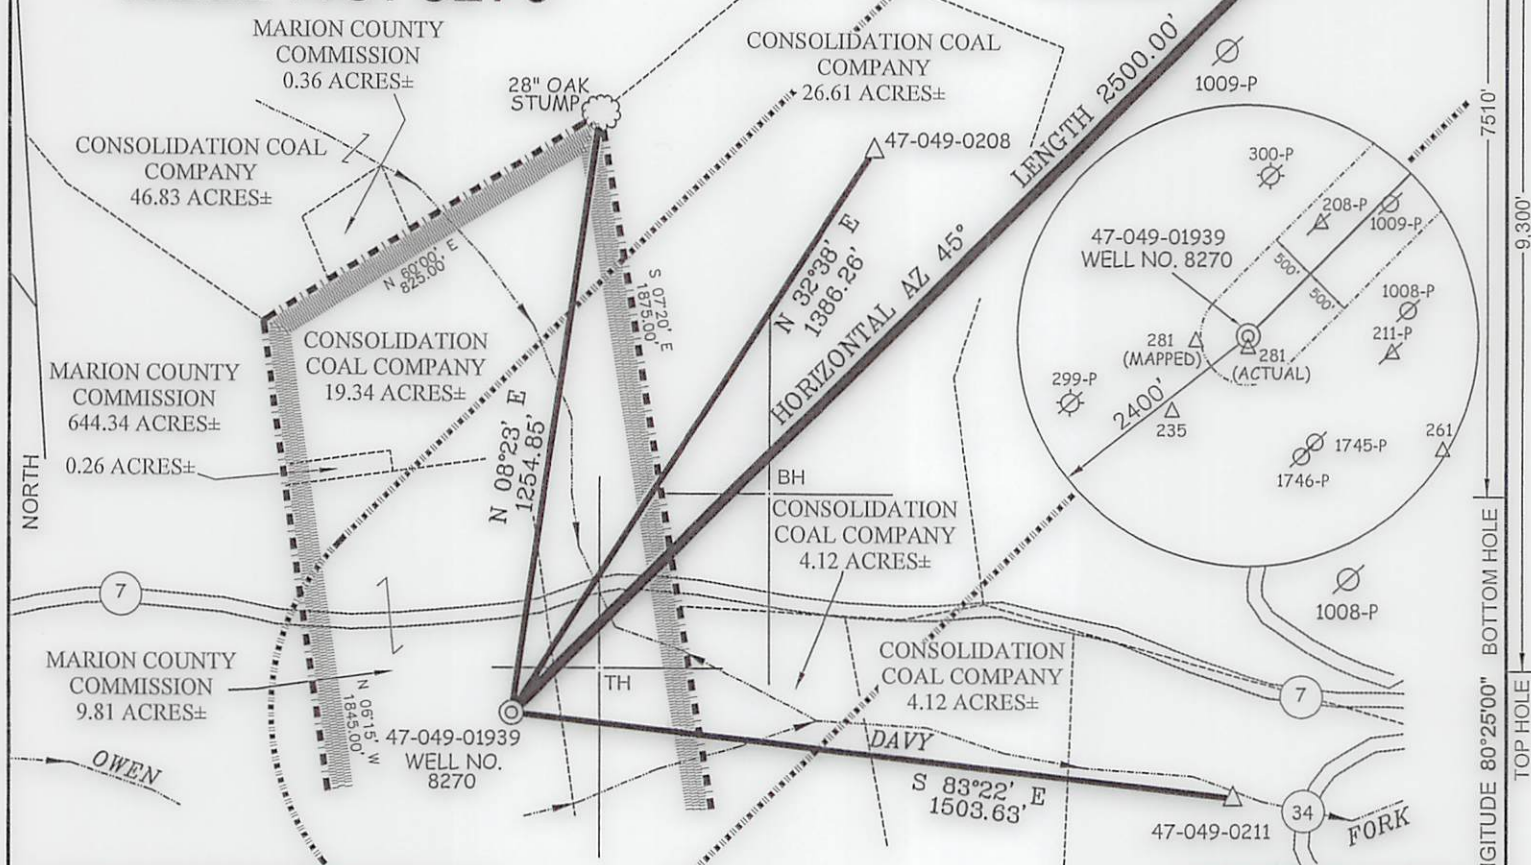 MARION COUNTY
COMMISSION
0.36 ACRES±
28" OAK
STUMP
CONSOLIDATION COAL
COMPANY
26.61 ACRES±
47-049-0208
LENGTH 2500.00'
1009-P
7510'
9,300'
CONSOLIDATION COAL
COMPANY
46.83 ACRES±
N 60°00' E
825.00'
S 07°20' E
1875.00'
N 32°38' E
1386.26'
HORIZONTAL AZ 45°
300-P
208-P
1009-P
47-049-01939
WELL NO. 8270
500'
500'
1008-P
211-P
281
(MAPPED)
281
(ACTUAL)
299-P
2400'
235
1745-P
1746-P
261
CONSOLIDATION
COAL COMPANY
19.34 ACRES±
MARION COUNTY
COMMISSION
644.34 ACRES±
0.26 ACRES±
N 08°23' E
1254.85'
NORTH
BH
CONSOLIDATION
COAL COMPANY
4.12 ACRES±
7
1008-P
BOTTOM HOLE
MARION COUNTY
COMMISSION
9.81 ACRES±
N 06°15' W
1845.00'
TH
CONSOLIDATION
COAL COMPANY
4.12 ACRES±
7
TOP HOLE
47-049-01939
WELL NO.
8270
OWEN
DAVY
S 83°22' E
1503.63'
47-049-0211
34
FORK
80°25'00"